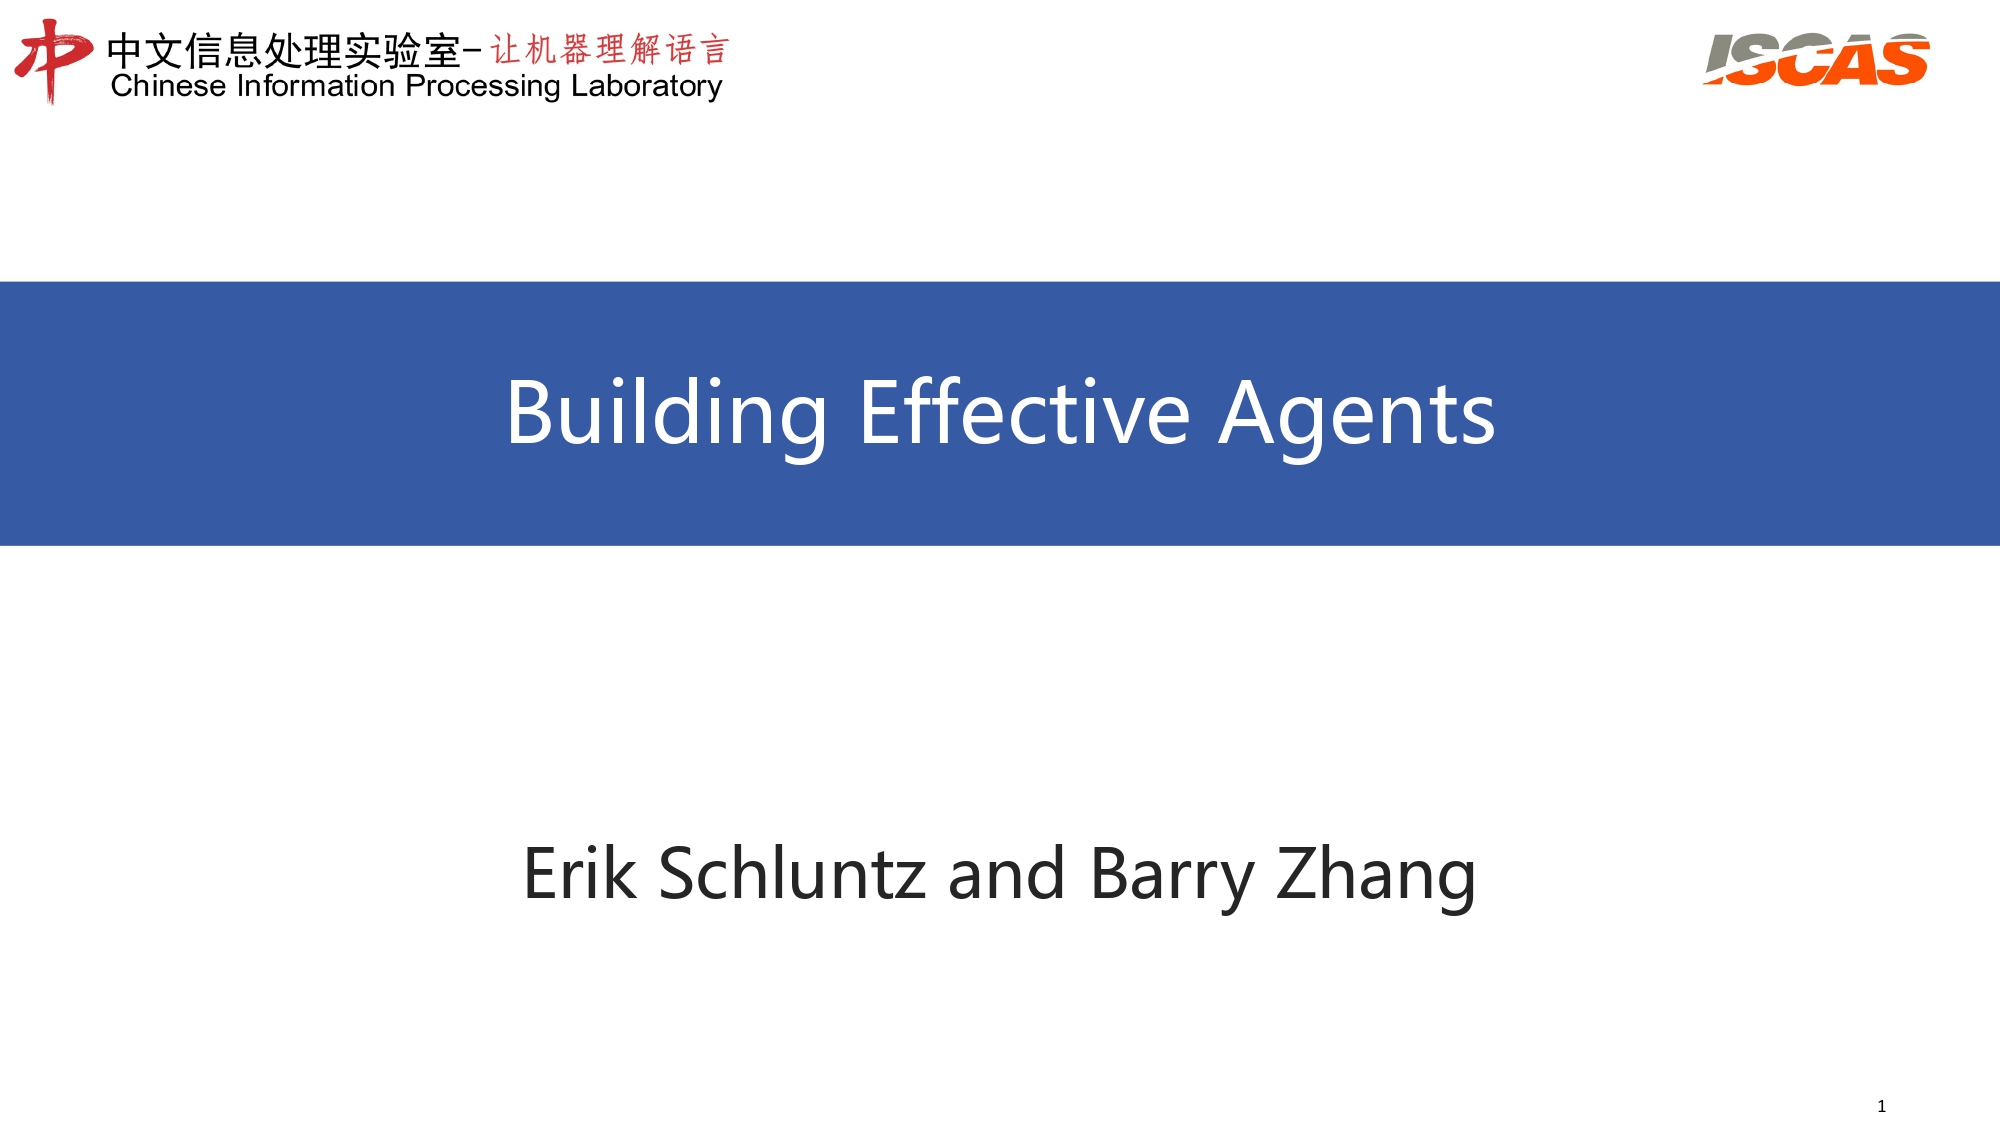 中文信息处理实验室-让机器理解语言
Chinese Information Processing Laboratory
ISCAS
Building Effective Agents
Erik Schluntz and Barry Zhang
1